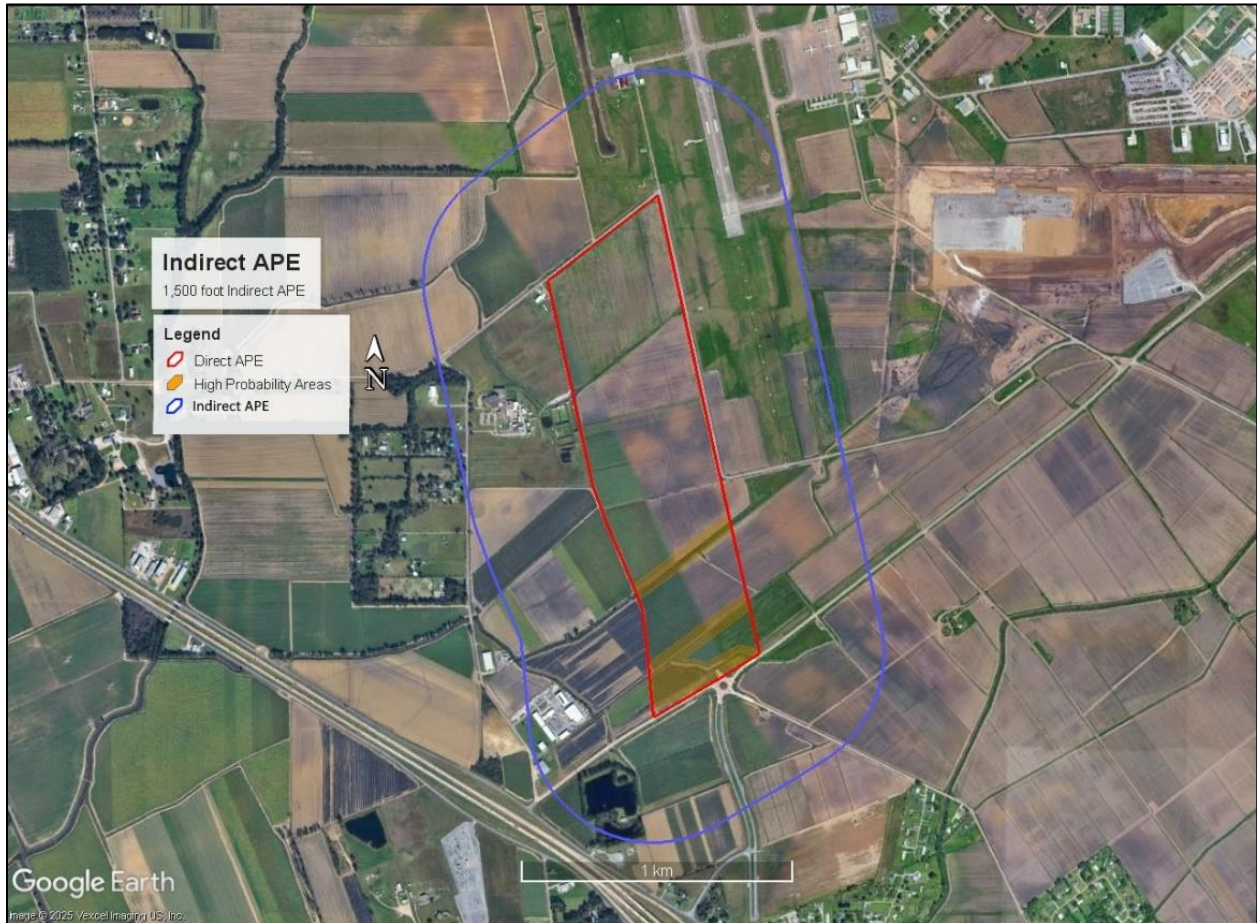 Indirect APE
1,500 foot Indirect APE
Legend
Direct APE
High Probability Areas
Indirect APE
N
1 km
Google Earth
Image © 2025 Vexcel Imaging US, Inc.